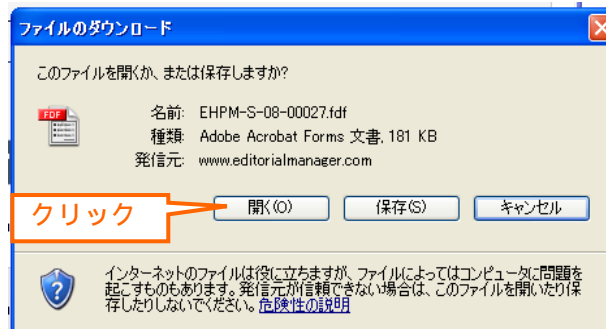 ファイルのダウンロード
このファイルを開くか、または保存しますか?
FDF
名前: EHPM-S-08-00027.fdf
種類: Adobe Acrobat Forms 文書, 181 KB
発信元: www.editorialmanager.com
クリック
開く(O) 保存(S) キャンセル
インターネットのファイルは役に立ちますが、ファイルによってはコンピュータに問題を
起こすものもあります。発信元が信頼できない場合は、このファイルを開いたり保
存したりしないでください。危険性の説明